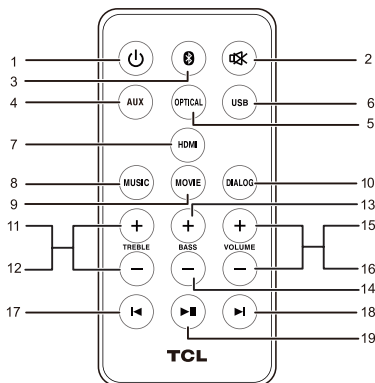 1
2
3
4
AUX
OPTICAL
USB
6
5
7
HDMI
8
MUSIC
MOVIE
DIALOG
10
9
13
11
+
+
+
15
TREBLE
BASS
VOLUME
12
−
−
−
16
14
17
18
TCL
19